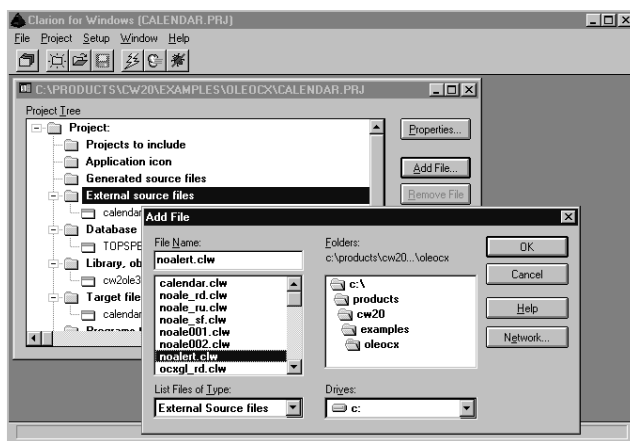 Clarion for Windows (CALENDAR.PRJ)
File Project Setup Window Help
C:\PRODUCTS\CW20\EXAMPLES\OLEOCX\CALENDAR.PRJ
Project Tree
Project:
Projects to include
Application icon
Generated source files
External source files
calendar
Database
TOPSPE
Library, ob
cw2ole3
Target file
calendar
Programs
Properties...
Add File...
Remove File
Add File
File Name:
noalert.clw
calendar.clw
noale_rd.clw
noale_ru.clw
noale_sf.clw
noale001.clw
noale002.clw
noalert.clw
ocxgl_rd.clw
List Files of Type:
External Source files
Folders:
c:\products\cw20...\oleocx
c:\
products
cw20
examples
oleocx
Drives:
c:
OK
Cancel
Help
Network...